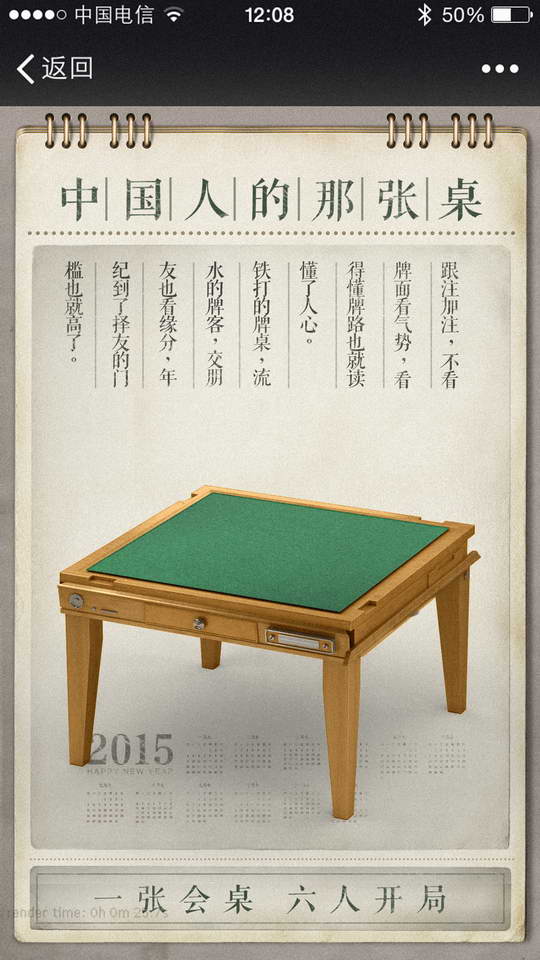 中国电信
12:08
50%
返回
中国人的那张桌
跟注加注，不看
牌面看气势，看
得懂牌路也就读
懂了人心。
铁打的牌桌，流
水的牌客，交朋
友也看缘分，年
纪到了择友的门
槛也就高了。
2015
HAPPY NEW YEAR
一张会桌 六人开局
render time: 0h 0m